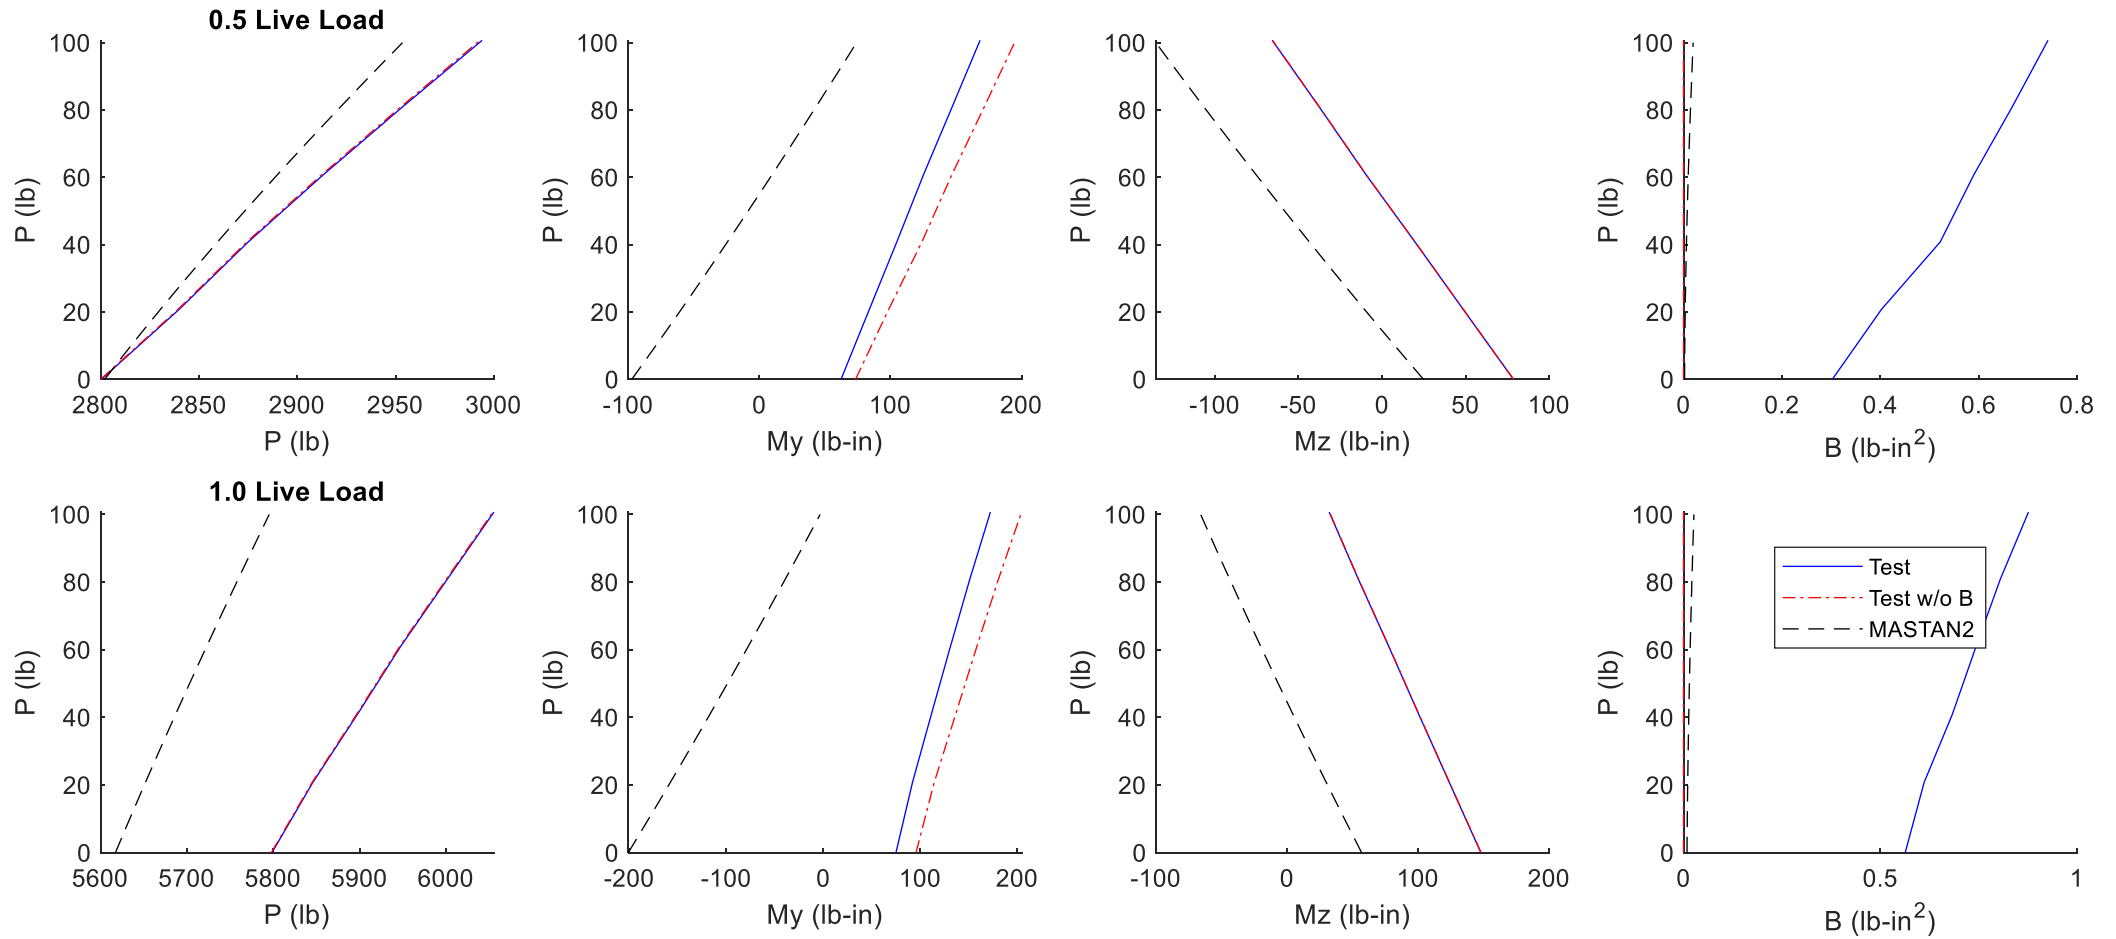 0.5 Live Load
100
80
60
40
20
0
P (lb)
2800 2850 2900 2950 3000
P (lb)
100
80
60
40
20
0
P (lb)
-100 0 100 200
My (lb-in)
100
80
60
40
20
0
P (lb)
-100 -50 0 50 100
Mz (lb-in)
100
80
60
40
20
0
P (lb)
0 0.2 0.4 0.6 0.8
B (lb-in2)
1.0 Live Load
100
80
60
40
20
0
P (lb)
5600 5700 5800 5900 6000
P (lb)
100
80
60
40
20
0
P (lb)
-200 -100 0 100 200
My (lb-in)
100
80
60
40
20
0
P (lb)
-100 0 100 200
Mz (lb-in)
100
80
60
40
20
0
P (lb)
Test
Test w/o B
MASTAN2
0 0.5 1
B (lb-in2)